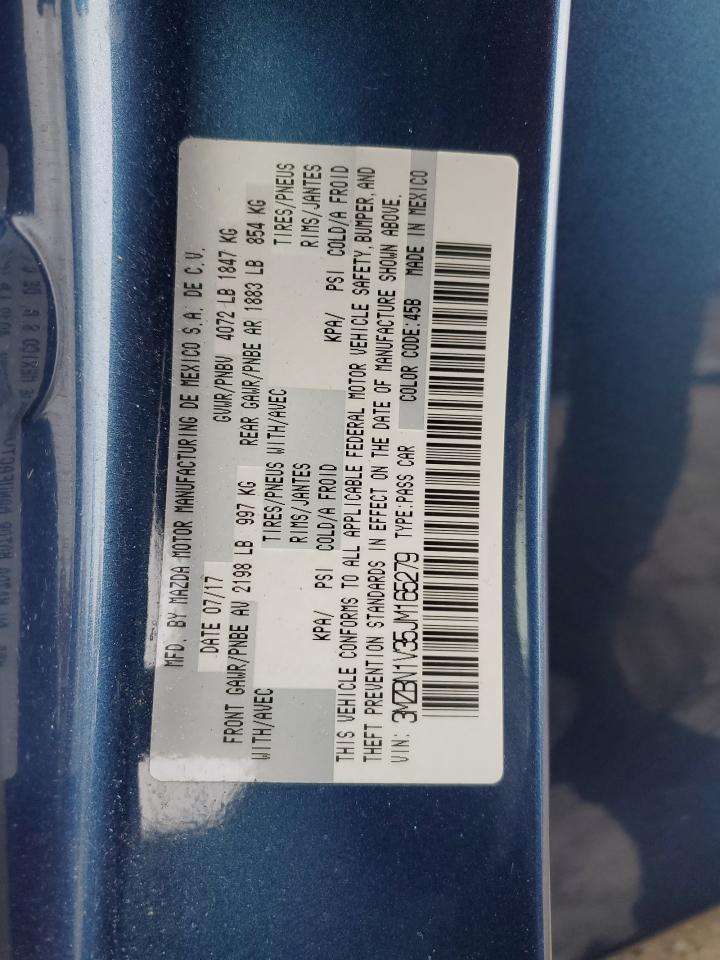 MFD. BY MAZDA MOTOR MANUFACTURING DE MEXICO S.A. DE C.V.
DATE 07/17 GVWR/PNBV 4072 LB 1847 KG
FRONT GAWR/PNBE AV 2198 LB 997 KG REAR GAWR/PNBE AR 1883 LB 854 KG
WITH/AVEC TIRES/PNEUS WITH/AVEC TIRES/PNEUS
RIMS/JANTES RIMS/JANTES
KPA/ PSI COLD/A FROID KPA/ PSI COLD/A FROID
THIS VEHICLE CONFORMS TO ALL APPLICABLE FEDERAL MOTOR VEHICLE SAFETY, BUMPER, AND
THEFT PREVENTION STANDARDS IN EFFECT ON THE DATE OF MANUFACTURE SHOWN ABOVE.
VIN: 3MZBN1V35JM165279 TYPE:PASS CAR COLOR CODE:45B MADE IN MEXICO